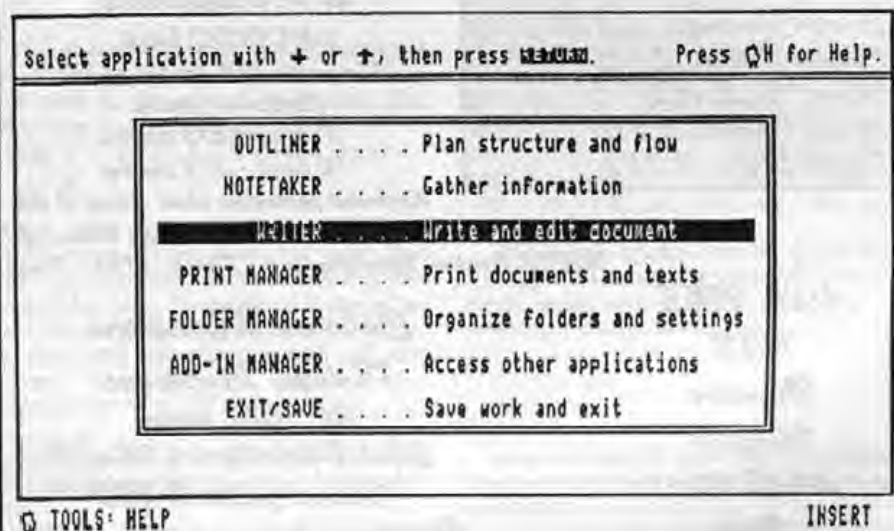 Select application with ↓ or ↑, then press RETURN. Press H for Help.
OUTLINER . . . . Plan structure and flow
NOTETAKER . . . . Gather information
WRITER . . . . Write and edit document
PRINT MANAGER . . . . Print documents and texts
FOLDER MANAGER . . . . Organize folders and settings
ADD-IN MANAGER . . . . Access other applications
EXIT/SAVE . . . . Save work and exit
TOOLS: HELP INSERT